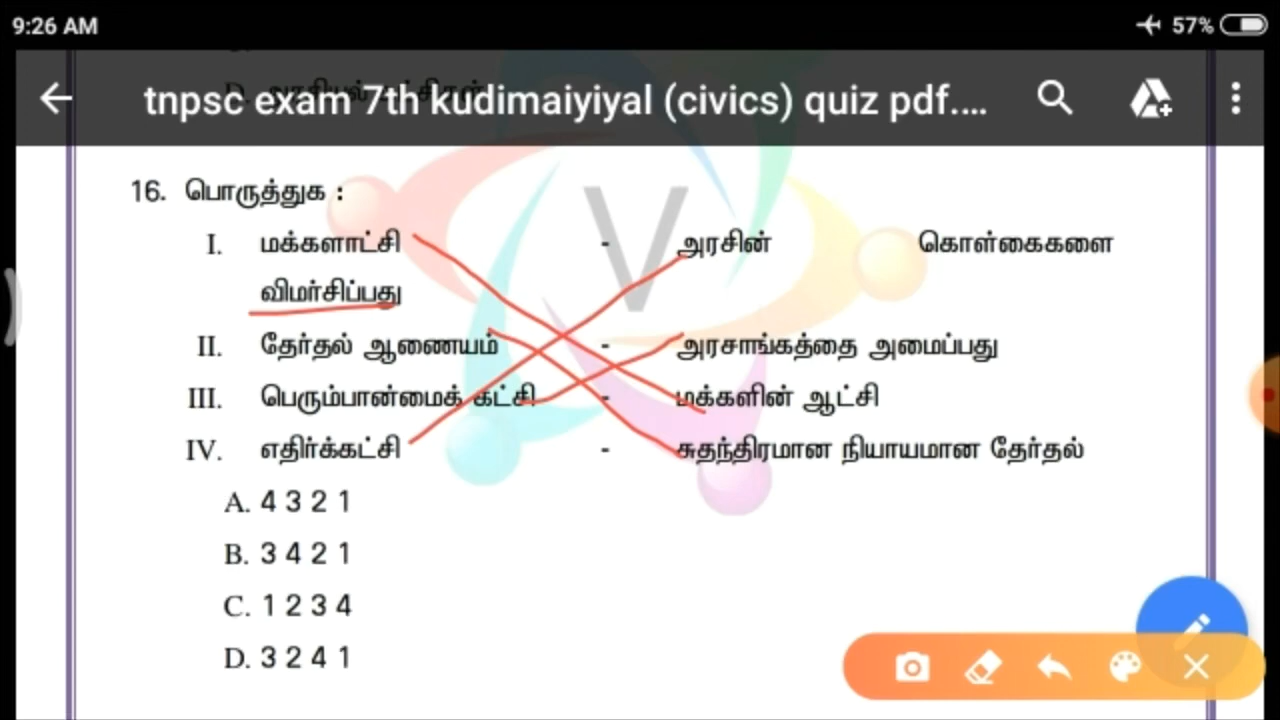 9:26 AM 57%
tnpsc exam 7th kudimaiyiyal (civics) quiz pdf....
16. பொருத்துக :
I. மக்களாட்சி - அரசின் கொள்கைகளை
விமர்சிப்பது
II. தேர்தல் ஆணையம் - அரசாங்கத்தை அமைப்பது
III. பெரும்பான்மைக் கட்சி - மக்களின் ஆட்சி
IV. எதிர்க்கட்சி - சுதந்திரமான நியாயமான தேர்தல்
A. 4 3 2 1
B. 3 4 2 1
C. 1 2 3 4
D. 3 2 4 1